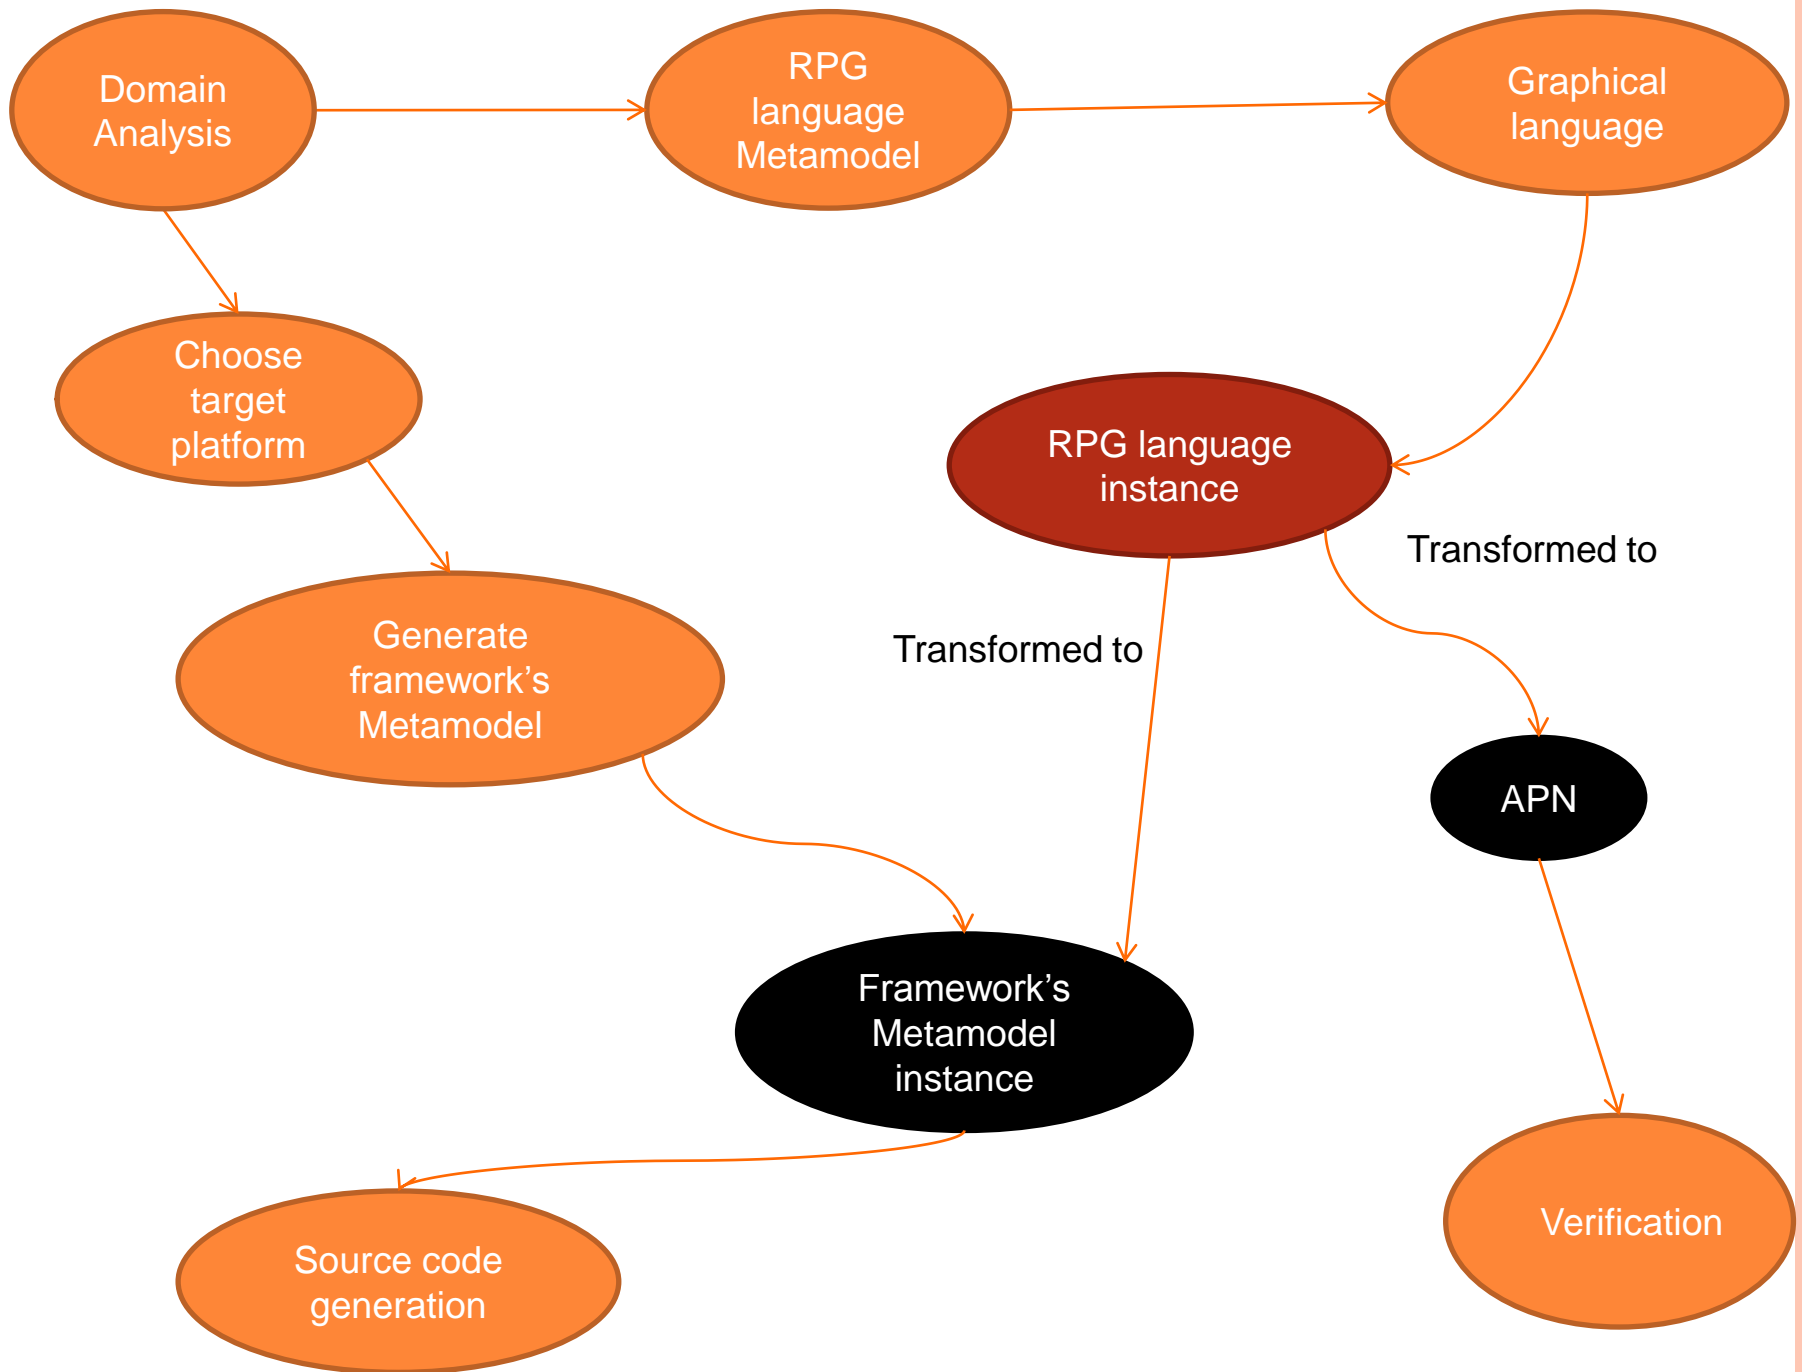 Domain
Analysis
RPG
language
Metamodel
Graphical
language
Choose
target
platform
RPG language
instance
Transformed to
Generate
framework’s
Metamodel
Transformed to
APN
Framework’s
Metamodel
instance
Verification
Source code
generation